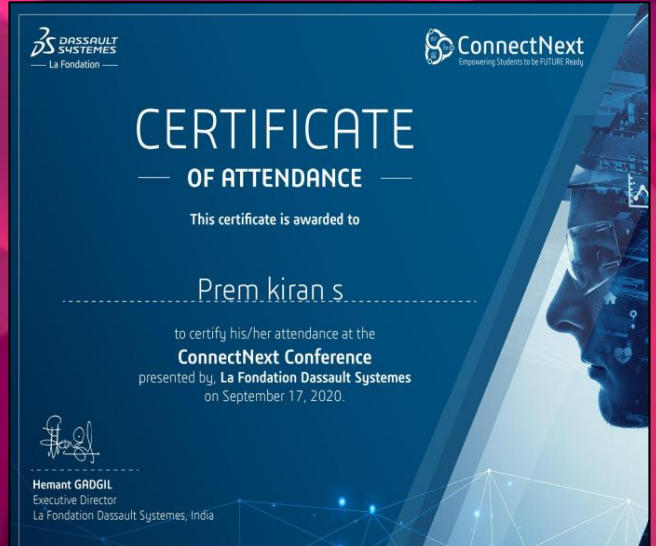 DASSAULT
SYSTEMES
La Fondation
ConnectNext
Empowering Students to be FUTURE Ready
CERTIFICATE
OF ATTENDANCE
This certificate is awarded to
Prem kiran s
to certify his/her attendance at the
ConnectNext Conference
presented by, La Fondation Dassault Systemes
on September 17, 2020.
Hemant GADGIL
Executive Director
La Fondation Dassault Systemes, India